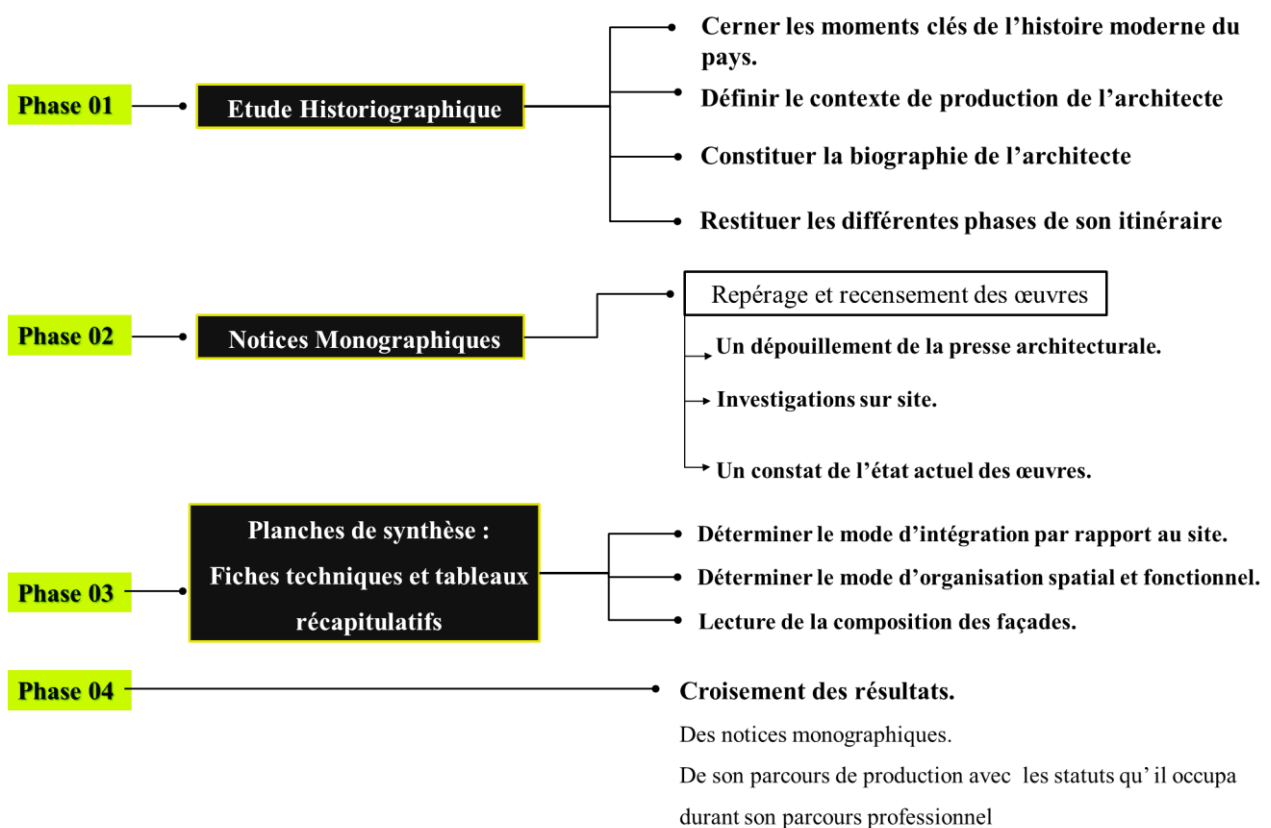 Phase 01
Etude Historiographique
Cerner les moments clés de l’histoire moderne du
pays.
Définir le contexte de production de l’architecte
Constituer la biographie de l’architecte
Restituer les différentes phases de son itinéraire
Phase 02
Notices Monographiques
Repérage et recensement des œuvres
Un dépouillement de la presse architecturale.
Investigations sur site.
Un constat de l’état actuel des œuvres.
Phase 03
Planches de synthèse :
Fiches techniques et tableaux
récapitulatifs
Déterminer le mode d’intégration par rapport au site.
Déterminer le mode d’organisation spatial et fonctionnel.
Lecture de la composition des façades.
Phase 04
Croisement des résultats.
Des notices monographiques.
De son parcours de production avec les statuts qu’ il occupa
durant son parcours professionnel